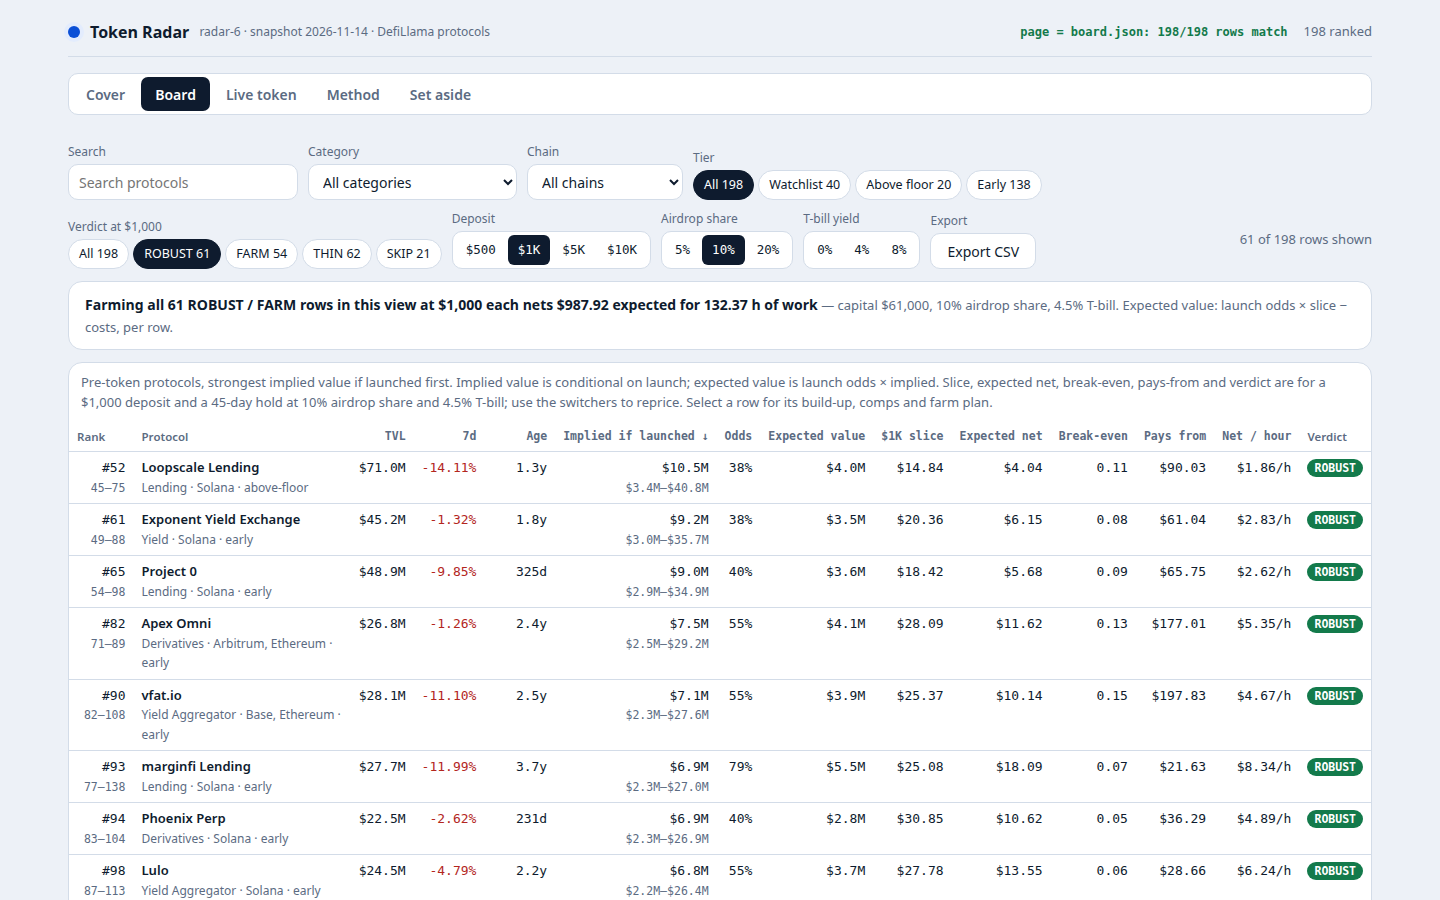 Token Radar radar-6 · snapshot 2026-11-14 · DefiLlama protocols page = board.json: 198/198 rows match 198 ranked
Cover Board Live token Method Set aside
Search Category Chain Tier
Search protocols All categories All chains All 198 Watchlist 40 Above floor 20 Early 138
Verdict at $1,000 Deposit Airdrop share T-bill yield Export
All 198 ROBUST 61 FARM 54 THIN 62 SKIP 21 $500 $1K $5K $10K 5% 10% 20% 0% 4% 8% Export CSV 61 of 198 rows shown
Farming all 61 ROBUST / FARM rows in this view at $1,000 each nets $987.92 expected for 132.37 h of work — capital $61,000, 10% airdrop share, 4.5% T-bill. Expected value: launch odds × slice −
costs, per row.
Pre-token protocols, strongest implied value if launched first. Implied value is conditional on launch; expected value is launch odds × implied. Slice, expected net, break-even, pays-from and verdict are for a
$1,000 deposit and a 45-day hold at 10% airdrop share and 4.5% T-bill; use the switchers to reprice. Select a row for its build-up, comps and farm plan.
Rank Protocol TVL 7d Age Implied if launched ↓ Odds Expected value $1K slice Expected net Break-even Pays from Net / hour Verdict
#52 Loopscale Lending $71.0M -14.11% 1.3y $10.5M 38% $4.0M $14.84 $4.04 0.11 $90.03 $1.86/h ROBUST
45–75 Lending · Solana · above-floor $3.4M–$40.8M
#61 Exponent Yield Exchange $45.2M -1.32% 1.8y $9.2M 38% $3.5M $20.36 $6.15 0.08 $61.04 $2.83/h ROBUST
49–88 Yield · Solana · early $3.0M–$35.7M
#65 Project 0 $48.9M -9.85% 325d $9.0M 40% $3.6M $18.42 $5.68 0.09 $65.75 $2.62/h ROBUST
54–98 Lending · Solana · early $2.9M–$34.9M
#82 Apex Omni $26.8M -1.26% 2.4y $7.5M 55% $4.1M $28.09 $11.62 0.13 $177.01 $5.35/h ROBUST
71–89 Derivatives · Arbitrum, Ethereum · $2.5M–$29.2M
early
#90 vfat.io $28.1M -11.10% 2.5y $7.1M 55% $3.9M $25.37 $10.14 0.15 $197.83 $4.67/h ROBUST
82–108 Yield Aggregator · Base, Ethereum · $2.3M–$27.6M
early
#93 marginfi Lending $27.7M -11.99% 3.7y $6.9M 79% $5.5M $25.08 $18.09 0.07 $21.63 $8.34/h ROBUST
77–138 Lending · Solana · early $2.3M–$27.0M
#94 Phoenix Perp $22.5M -2.62% 231d $6.9M 40% $2.8M $30.85 $10.62 0.05 $36.29 $4.89/h ROBUST
83–104 Derivatives · Solana · early $2.3M–$26.9M
#98 Lulo $24.5M -4.79% 2.2y $6.8M 55% $3.7M $27.78 $13.55 0.06 $28.66 $6.24/h ROBUST
87–113 Yield Aggregator · Solana · early $2.2M–$26.4M